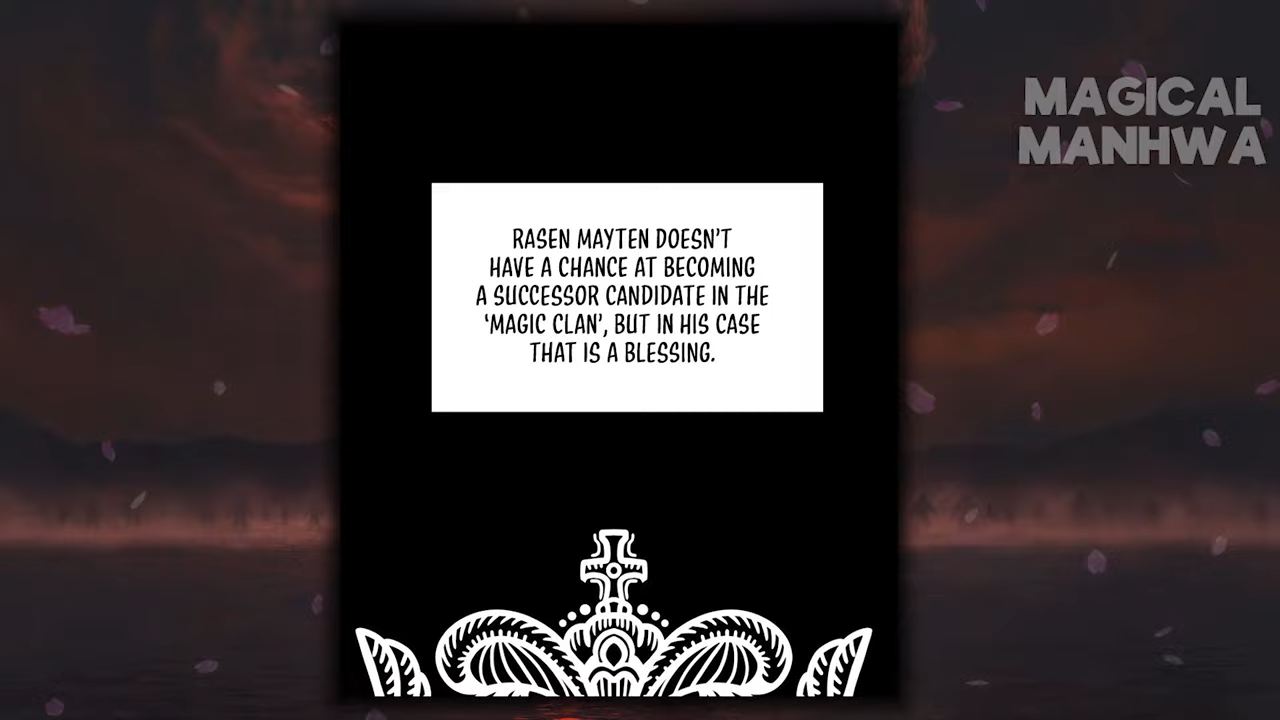 MAGICAL
MANHWA
RASEN MAYTEN DOESN'T
HAVE A CHANCE AT BECOMING
A SUCCESSOR CANDIDATE IN THE
'MAGIC CLAN', BUT IN HIS CASE
THAT IS A BLESSING.